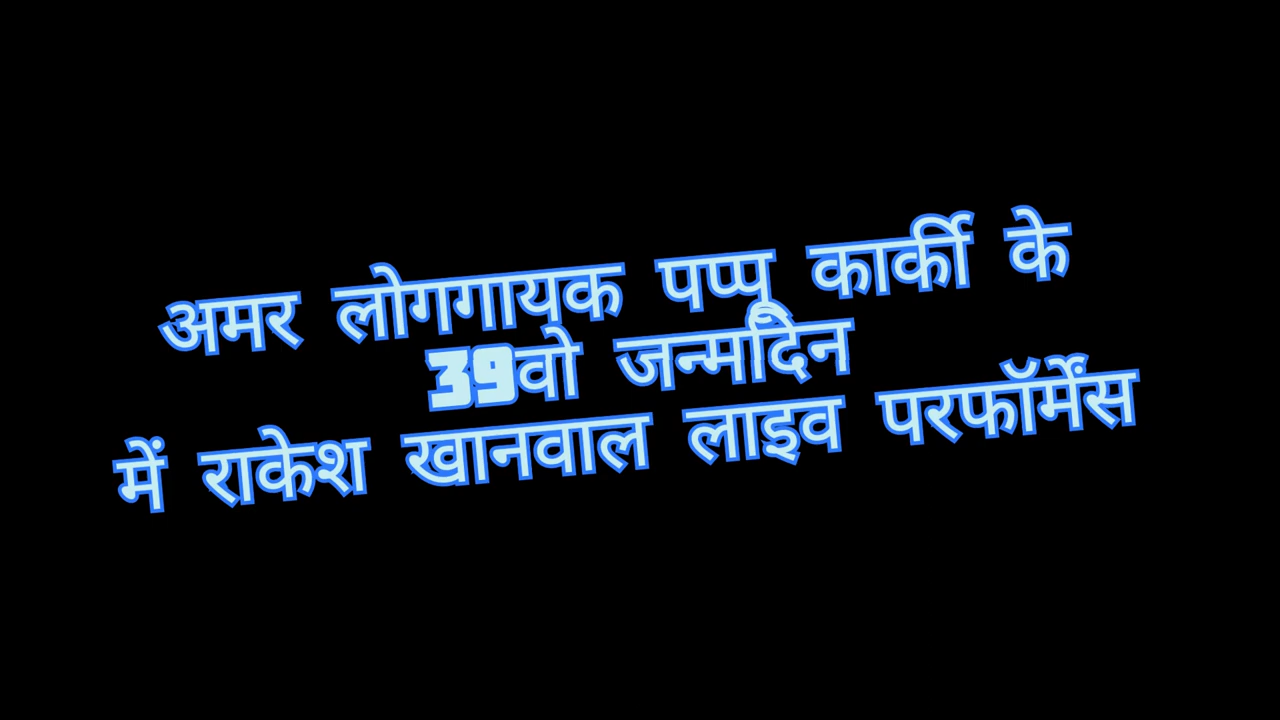 अमर लोगगायक पप्पू कार्की के
39वो जन्मदिन
में राकेश खानवाल लाइव परफॉर्मेंस